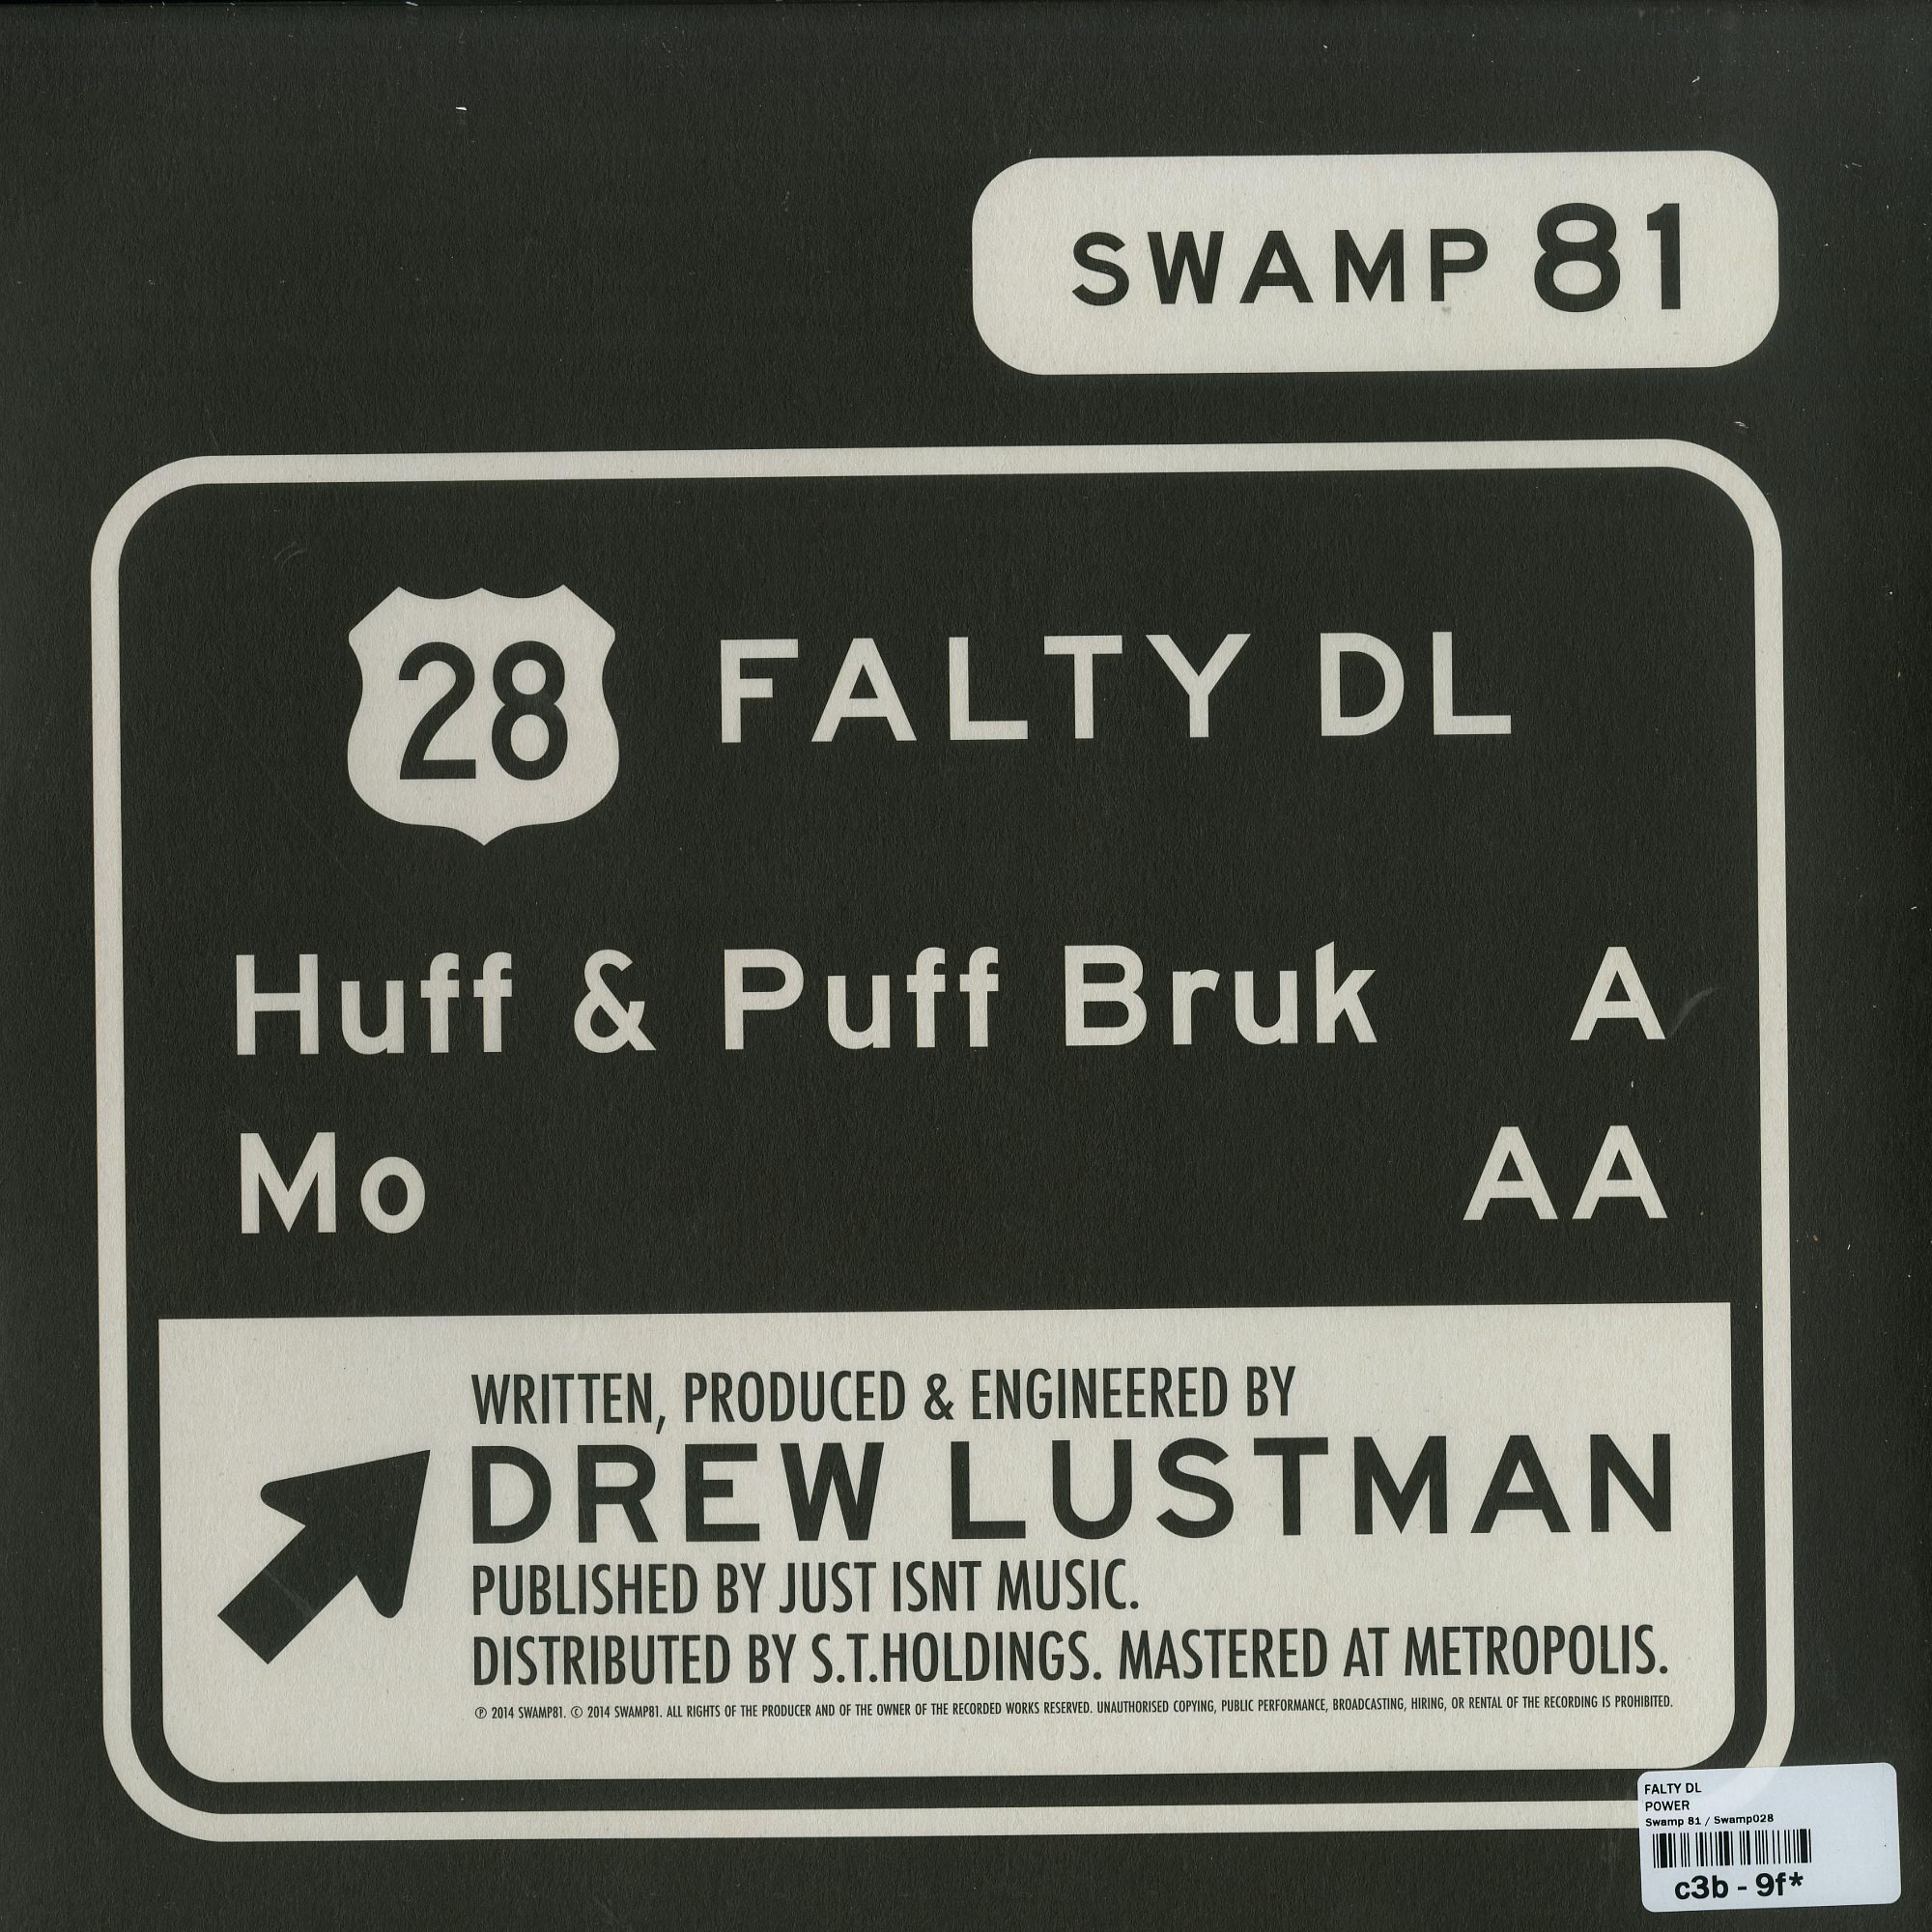 SWAMP 81
28 FALTY DL
Huff & Puff Bruk A
Mo AA
WRITTEN, PRODUCED & ENGINEERED BY
DREW LUSTMAN
PUBLISHED BY JUST ISNT MUSIC.
DISTRIBUTED BY S.T.HOLDINGS. MASTERED AT METROPOLIS.
℗ 2014 SWAMP81. © 2014 SWAMP81. ALL RIGHTS OF THE PRODUCER AND OF THE OWNER OF THE RECORDED WORKS RESERVED. UNAUTHORISED COPYING, PUBLIC PERFORMANCE, BROADCASTING, HIRING, OR RENTAL OF THE RECORDING IS PROHIBITED.
FALTY DL
POWER
Swamp 81 / Swamp028
c3b - 9f*